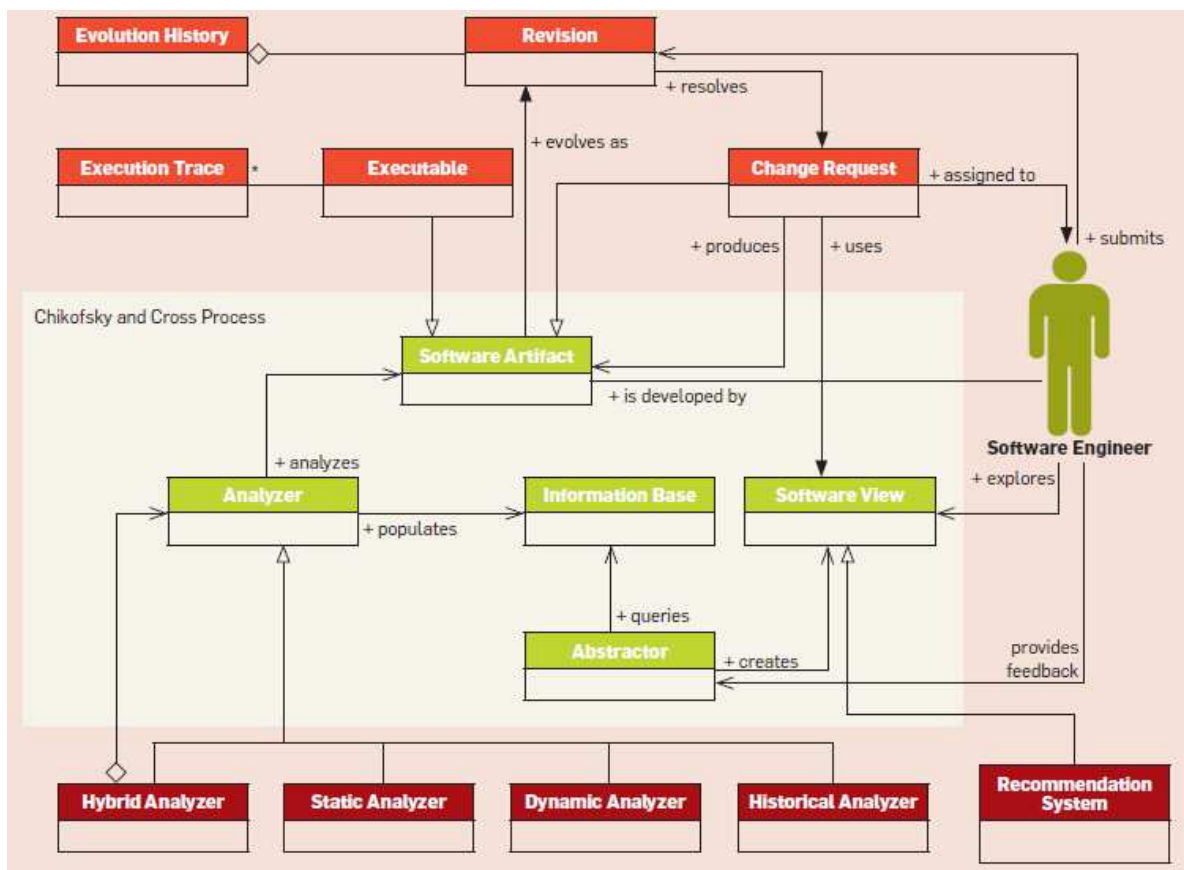 Evolution History
Revision
+ resolves
+ evolves as
Execution Trace
*
Executable
Change Request
+ assigned to
+ submits
+ produces
+ uses
Chikofsky and Cross Process
Software Artifact
+ is developed by
Software Engineer
+ analyzes
+ explores
Analyzer
Information Base
Software View
+ populates
+ queries
Abstractor
+ creates
provides
feedback
Hybrid Analyzer
Static Analyzer
Dynamic Analyzer
Historical Analyzer
Recommendation
System